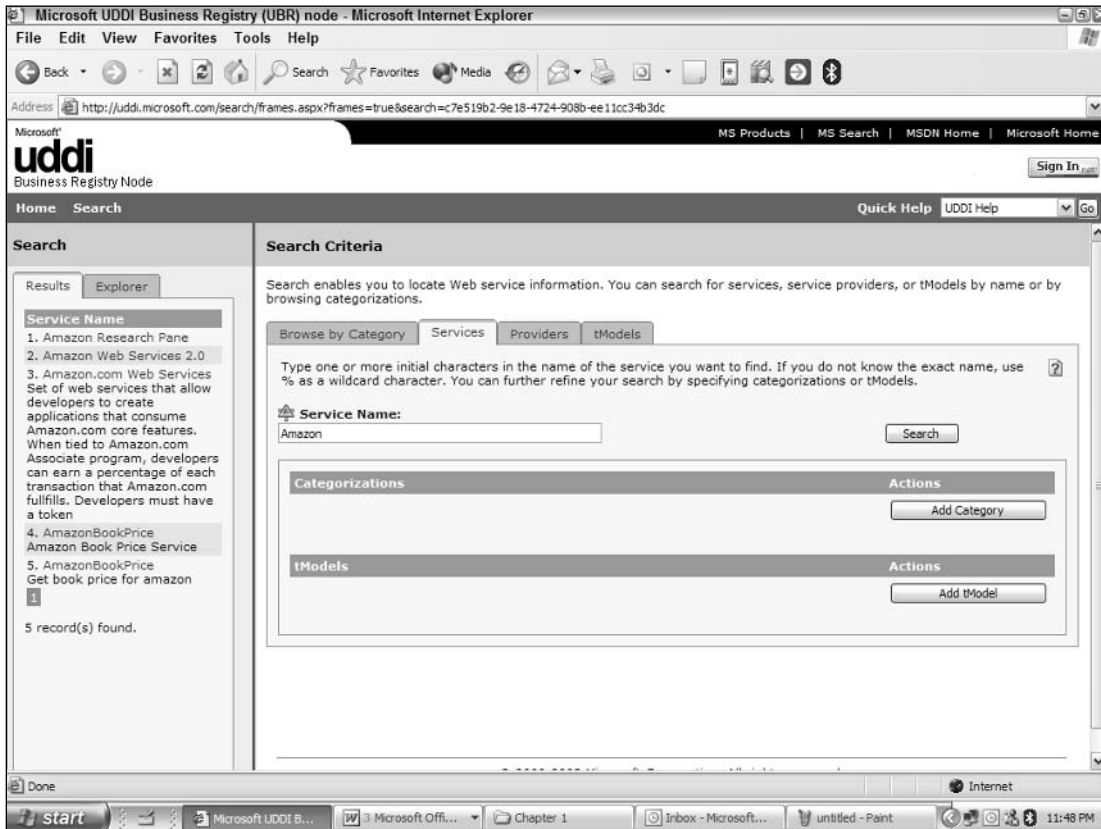 Microsoft UDDI Business Registry (UBR) node - Microsoft Internet Explorer
File Edit View Favorites Tools Help
Back Search Favorites Media
Address http://uddi.microsoft.com/search/frames.aspx?frames=true&search=c7e519b2-9e18-4724-908b-ee11cc34b3dc
Microsoft®
uddi
Business Registry Node
MS Products | MS Search | MSDN Home | Microsoft Home
Sign In .net
Home Search
Quick Help UDDI Help Go
Search
Results Explorer
Service Name
1. Amazon Research Pane
2. Amazon Web Services 2.0
3. Amazon.com Web Services
Set of web services that allow
developers to create
applications that consume
Amazon.com core features.
When tied to Amazon.com
Associate program, developers
can earn a percentage of each
transaction that Amazon.com
fullfills. Developers must have
a token
4. AmazonBookPrice
Amazon Book Price Service
5. AmazonBookPrice
Get book price for amazon
1
5 record(s) found.
Search Criteria
Search enables you to locate Web service information. You can search for services, service providers, or tModels by name or by
browsing categorizations.
Browse by Category Services Providers tModels
Type one or more initial characters in the name of the service you want to find. If you do not know the exact name, use
% as a wildcard character. You can further refine your search by specifying categorizations or tModels.
Service Name:
Amazon
Search
Categorizations Actions
Add Category
tModels Actions
Add tModel
Done
Internet
start
Microsoft UDDI B...
3 Microsoft Offi...
Chapter 1
Inbox - Microsoft...
untitled - Paint
11:48 PM